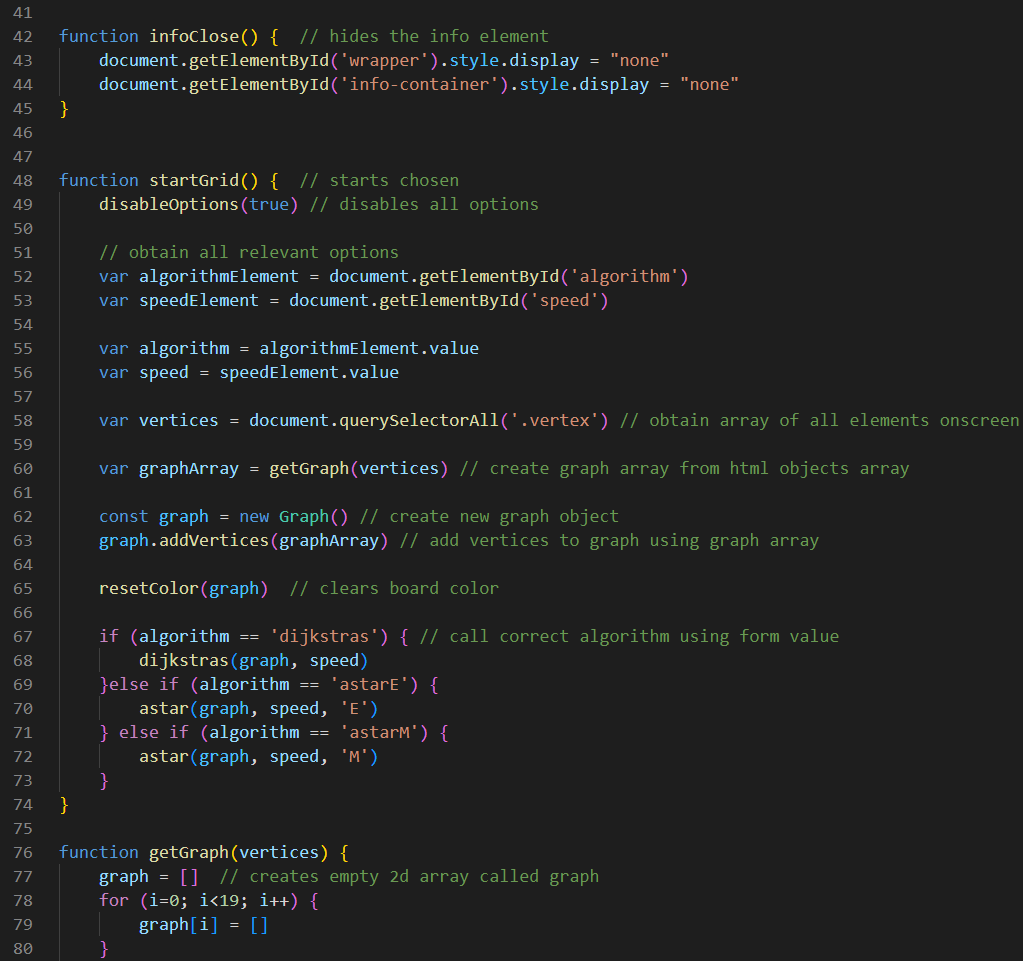 41
42 function infoClose() {  // hides the info element
43     document.getElementById('wrapper').style.display = "none"
44     document.getElementById('info-container').style.display = "none"
45 }
46
47
48 function startGrid() {  // starts chosen
49     disableOptions(true) // disables all options
50
51     // obtain all relevant options
52     var algorithmElement = document.getElementById('algorithm')
53     var speedElement = document.getElementById('speed')
54
55     var algorithm = algorithmElement.value
56     var speed = speedElement.value
57
58     var vertices = document.querySelectorAll('.vertex') // obtain array of all elements onscreen
59
60     var graphArray = getGraph(vertices) // create graph array from html objects array
61
62     const graph = new Graph() // create new graph object
63     graph.addVertices(graphArray) // add vertices to graph using graph array
64
65     resetColor(graph)  // clears board color
66
67     if (algorithm == 'dijkstras') { // call correct algorithm using form value
68         dijkstras(graph, speed)
69     }else if (algorithm == 'astarE') {
70         astar(graph, speed, 'E')
71     } else if (algorithm == 'astarM') {
72         astar(graph, speed, 'M')
73     }
74 }
75
76 function getGraph(vertices) {
77     graph = []  // creates empty 2d array called graph
78     for (i=0; i<19; i++) {
79         graph[i] = []
80     }